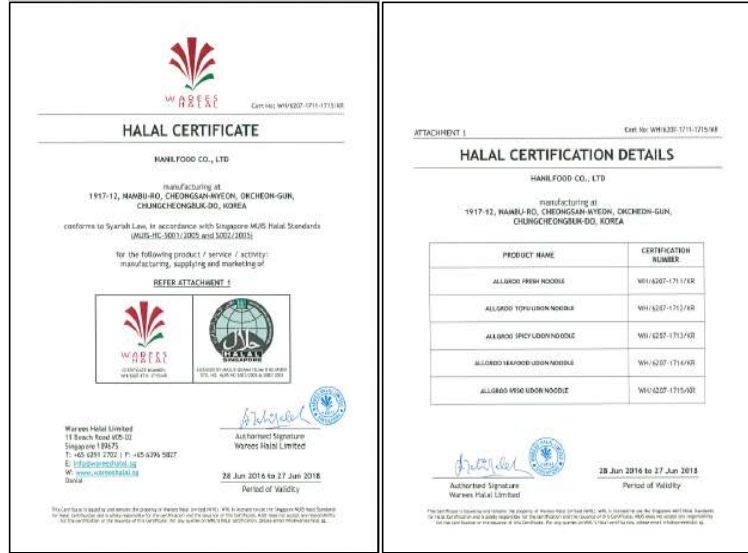 WAREES
HALAL
Cert No: WH/6207-1711-1715/KR
HALAL CERTIFICATE
HANILFOOD CO., LTD
manufacturing at
1917-12, NAMBU-RO, CHEONGSAN-MYEON, OKCHEON-GUN,
CHUNGCHEONGBUK-DO, KOREA
conforms to Syariah Law, in accordance with Singapore MUIS Halal Standards
(MUIS-HC-S001/2005 and S002/2005)
for the following product / service / activity:
manufacturing, supplying and marketing of
REFER ATTACHMENT 1
WAREES
HALAL
CERTIFICATE NUMBER
حلال
HALAL
SINGAPORE
Authorised Signature
Warees Halal Limited
Warees Halal Limited
11 Beach Road #05-02
Singapore 189675
T: +65 6291 2702 | F: +65 6396 5827
E: info@wareeshalal.sg
W: www.wareeshalal.sg
28 Jun 2016 to 27 Jun 2018
Period of Validity
ATTACHMENT 1
Cert No: WH/6207-1711-1715/KR
HALAL CERTIFICATION DETAILS
HANILFOOD CO., LTD
manufacturing at
1917-12, NAMBU-RO, CHEONGSAN-MYEON, OKCHEON-GUN,
CHUNGCHEONGBUK-DO, KOREA
PRODUCT NAME CERTIFICATION
NUMBER
ALLGROO FRESH NOODLE WH/6207-1711/KR
ALLGROO TOFU UDON NOODLE WH/6207-1712/KR
ALLGROO SPICY UDON NOODLE WH/6207-1713/KR
ALLGROO SEAFOOD UDON NOODLE WH/6207-1714/KR
ALLGROO MISO UDON NOODLE WH/6207-1715/KR
Authorised Signature
Warees Halal Limited
28 Jun 2016 to 27 Jun 2018
Period of Validity